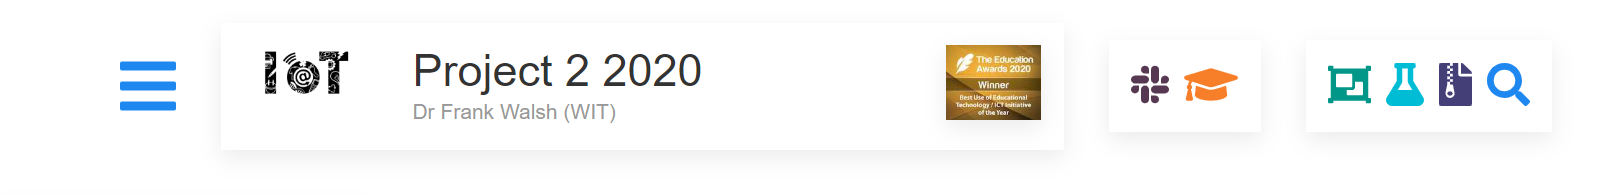 IoT
Project 2 2020
Dr Frank Walsh (WIT)
The Education
Awards 2020
Winner
Best Use of Educational
Technology / ICT Initiative
of the Year